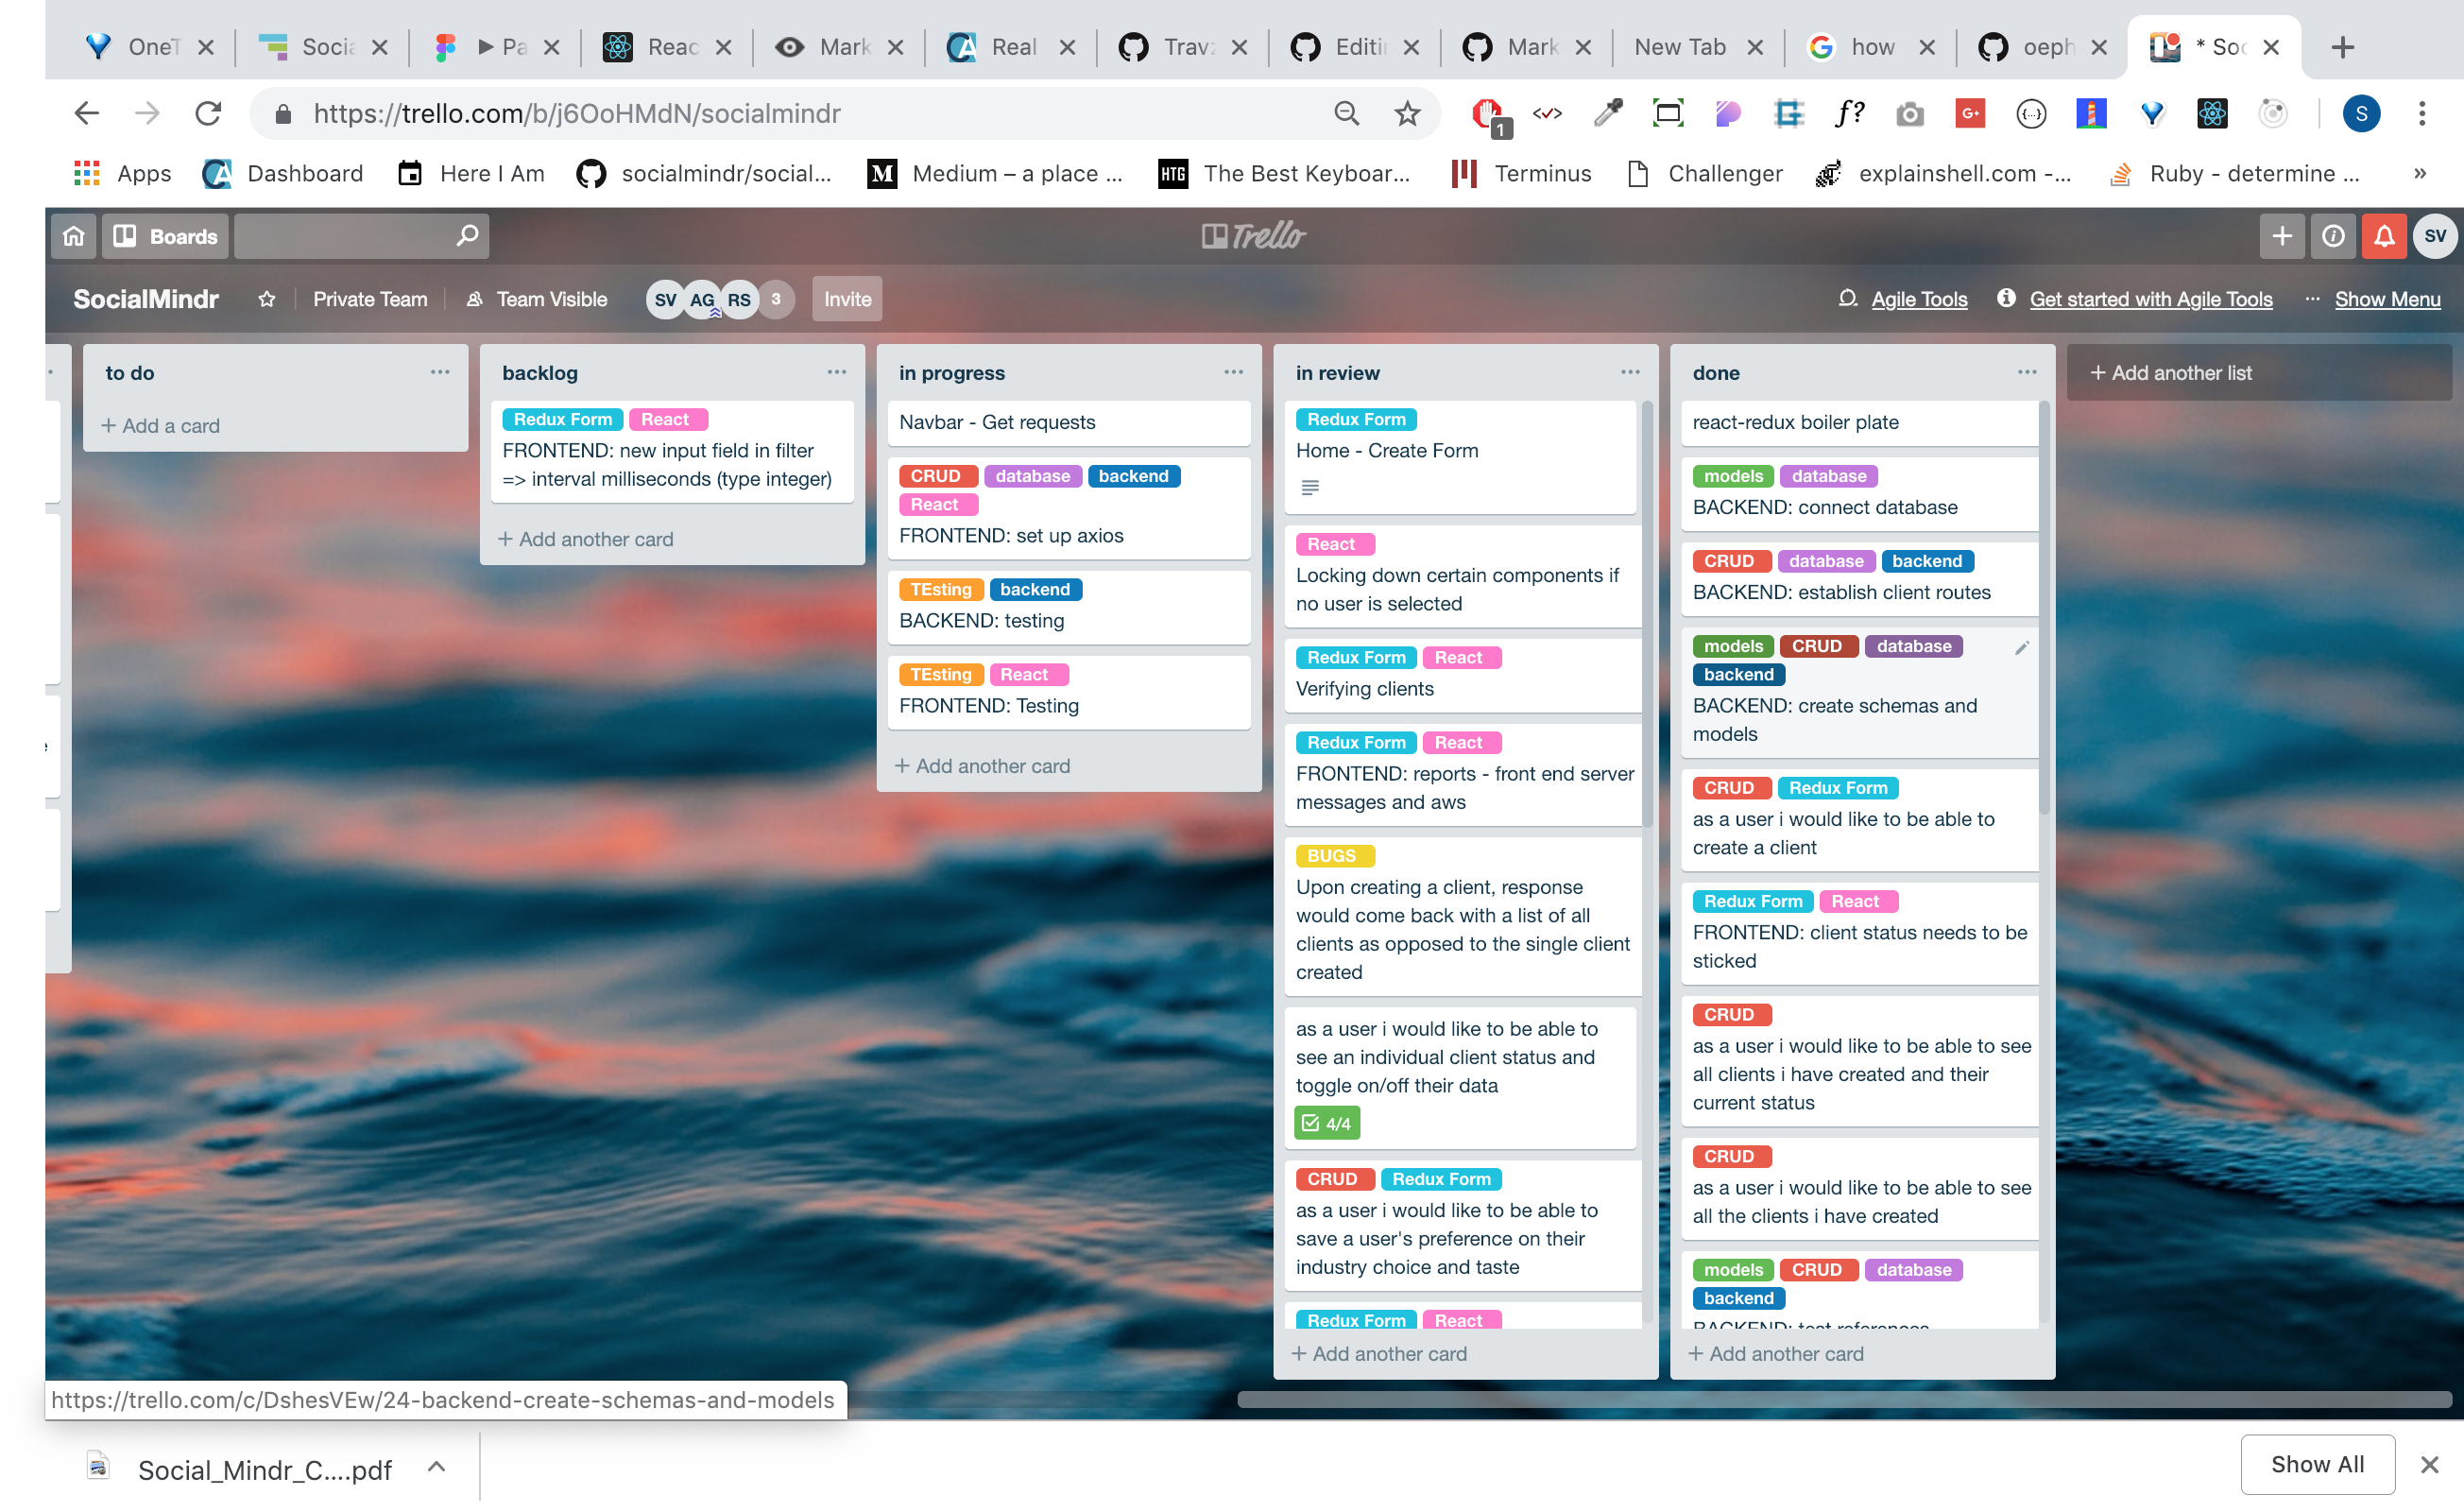 OneT
Socia
▶ Pa
Reac
Mark
Real
Trav
Editi
Mark
New Tab
how
oeph
* Soc
https://trello.com/b/j6OoHMdN/socialmindr
1
G+
S
Apps
Dashboard
Here I Am
socialmindr/social...
Medium – a place ...
HTG
The Best Keyboar...
Terminus
Challenger
explainshell.com -...
Ruby - determine ...
»
Boards
Trello
SV
SocialMindr
Private Team
Team Visible
SV AG RS 3
Invite
Agile Tools
Get started with Agile Tools
Show Menu
to do
+ Add a card
backlog
Redux Form React
FRONTEND: new input field in filter
=> interval milliseconds (type integer)
+ Add another card
in progress
Navbar - Get requests
CRUD database backend
React
FRONTEND: set up axios
TEsting backend
BACKEND: testing
TEsting React
FRONTEND: Testing
+ Add another card
in review
Redux Form
Home - Create Form
React
Locking down certain components if
no user is selected
Redux Form React
Verifying clients
Redux Form React
FRONTEND: reports - front end server
messages and aws
BUGS
Upon creating a client, response
would come back with a list of all
clients as opposed to the single client
created
as a user i would like to be able to
see an individual client status and
toggle on/off their data
4/4
CRUD Redux Form
as a user i would like to be able to
save a user's preference on their
industry choice and taste
Redux Form React
+ Add another card
done
react-redux boiler plate
models database
BACKEND: connect database
CRUD database backend
BACKEND: establish client routes
models CRUD database
backend
BACKEND: create schemas and
models
CRUD Redux Form
as a user i would like to be able to
create a client
Redux Form React
FRONTEND: client status needs to be
sticked
CRUD
as a user i would like to be able to see
all clients i have created and their
current status
CRUD
as a user i would like to be able to see
all the clients i have created
models CRUD database
backend
BACKEND: test references
+ Add another card
+ Add another list
https://trello.com/c/DshesVEw/24-backend-create-schemas-and-models
Social_Mindr_C....pdf
Show All